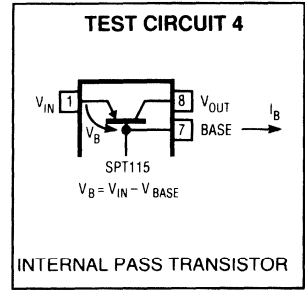 TEST CIRCUIT 4
V_IN 1 8 V_OUT I_B
V_B 7 BASE
SPT115
V_B = V_IN – V_BASE
INTERNAL PASS TRANSISTOR